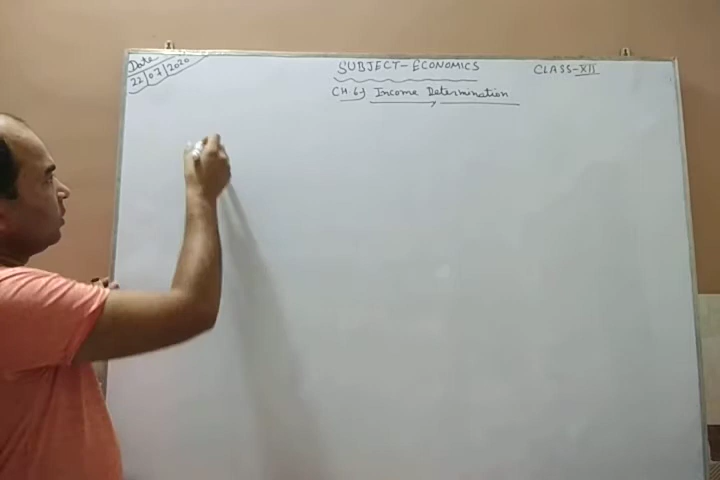 Date
22/07/2020
SUBJECT-ECONOMICS
CLASS-XII
CH 6-) Income Determination